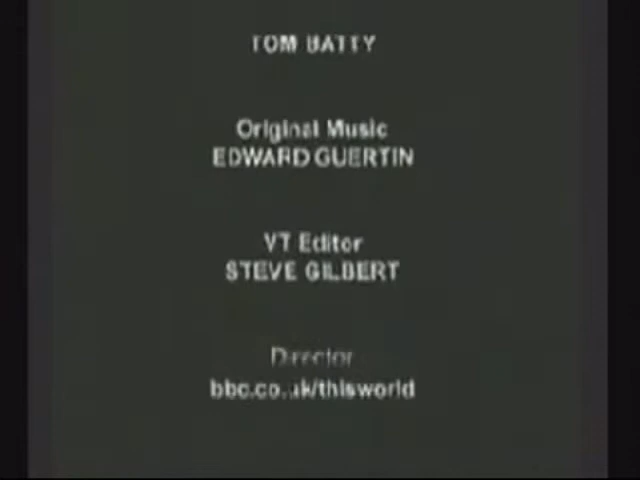 TOM BATTY
Original Music
EDWARD GUERTIN
VT Editor
STEVE GILBERT
Director
bbc.co.uk/thisworld